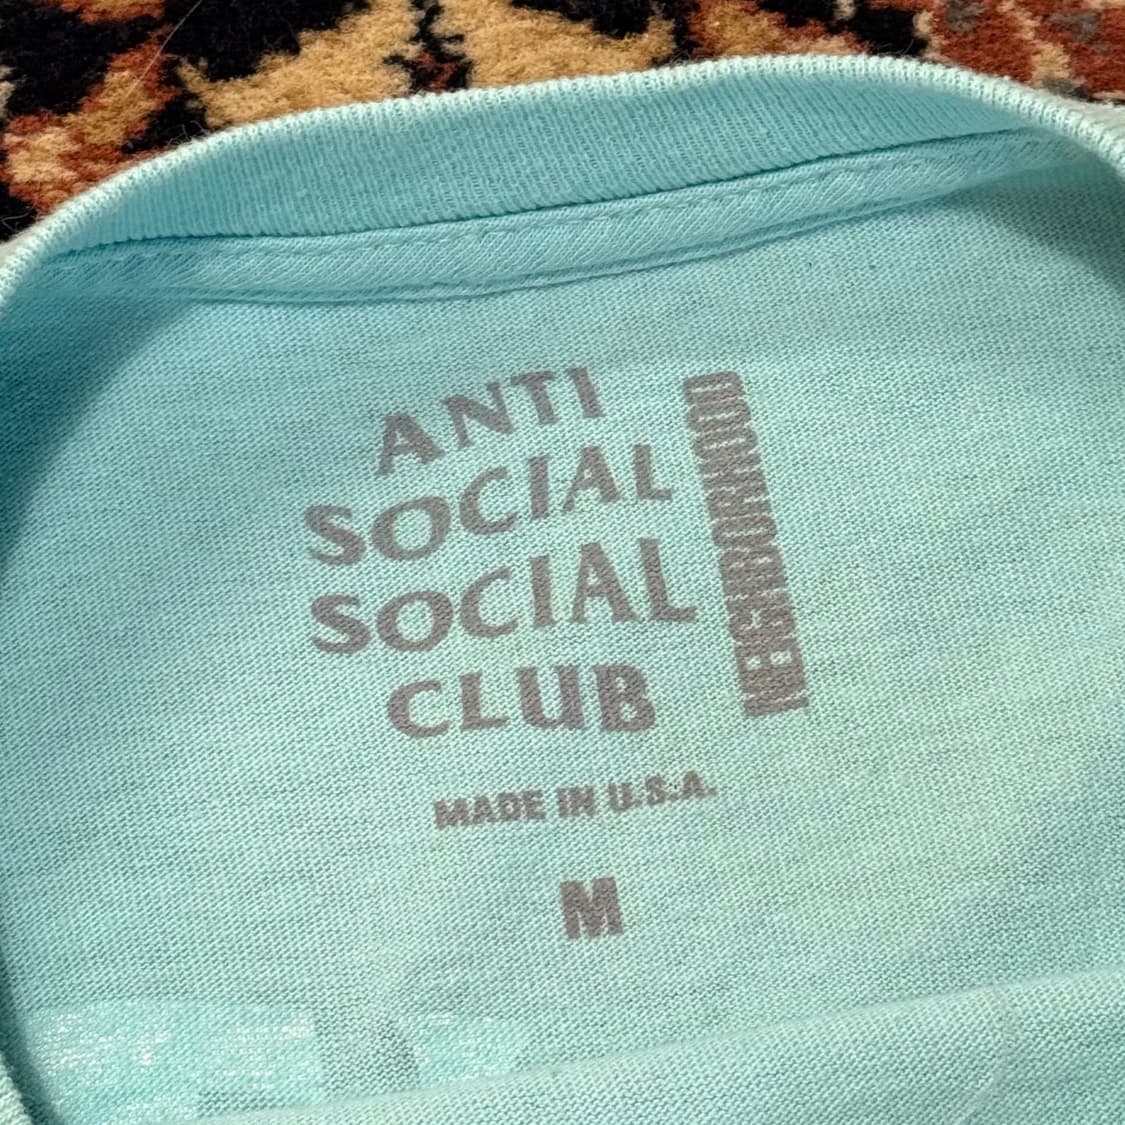 ANTI
SOCIAL
SOCIAL
CLUB
NEIGHBORHOOD
MADE IN U.S.A.
M